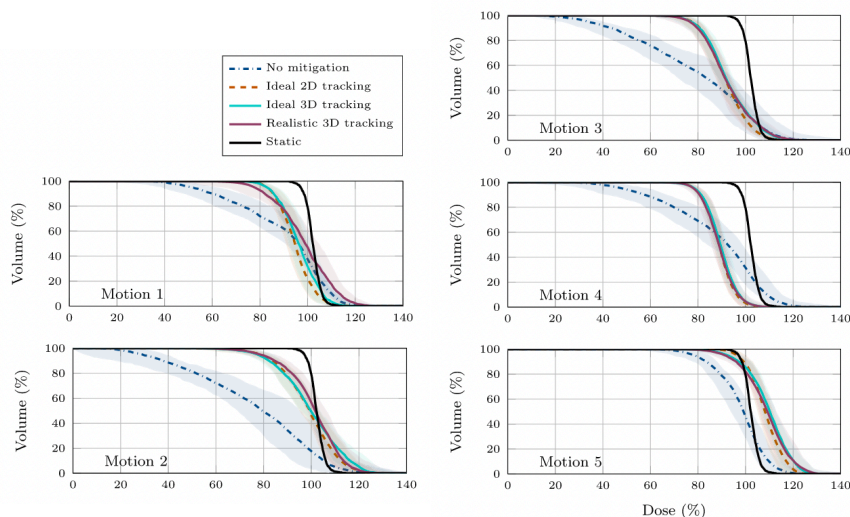 No mitigation
Ideal 2D tracking
Ideal 3D tracking
Realistic 3D tracking
Static
100
80
60
40
20
0
Volume (%)
Motion 1
0 20 40 60 80 100 120 140
100
80
60
40
20
0
Volume (%)
Motion 2
0 20 40 60 80 100 120 140
100
80
60
40
20
0
Volume (%)
Motion 3
0 20 40 60 80 100 120 140
100
80
60
40
20
0
Volume (%)
Motion 4
0 20 40 60 80 100 120 140
100
80
60
40
20
0
Volume (%)
Motion 5
0 20 40 60 80 100 120 140
Dose (%)